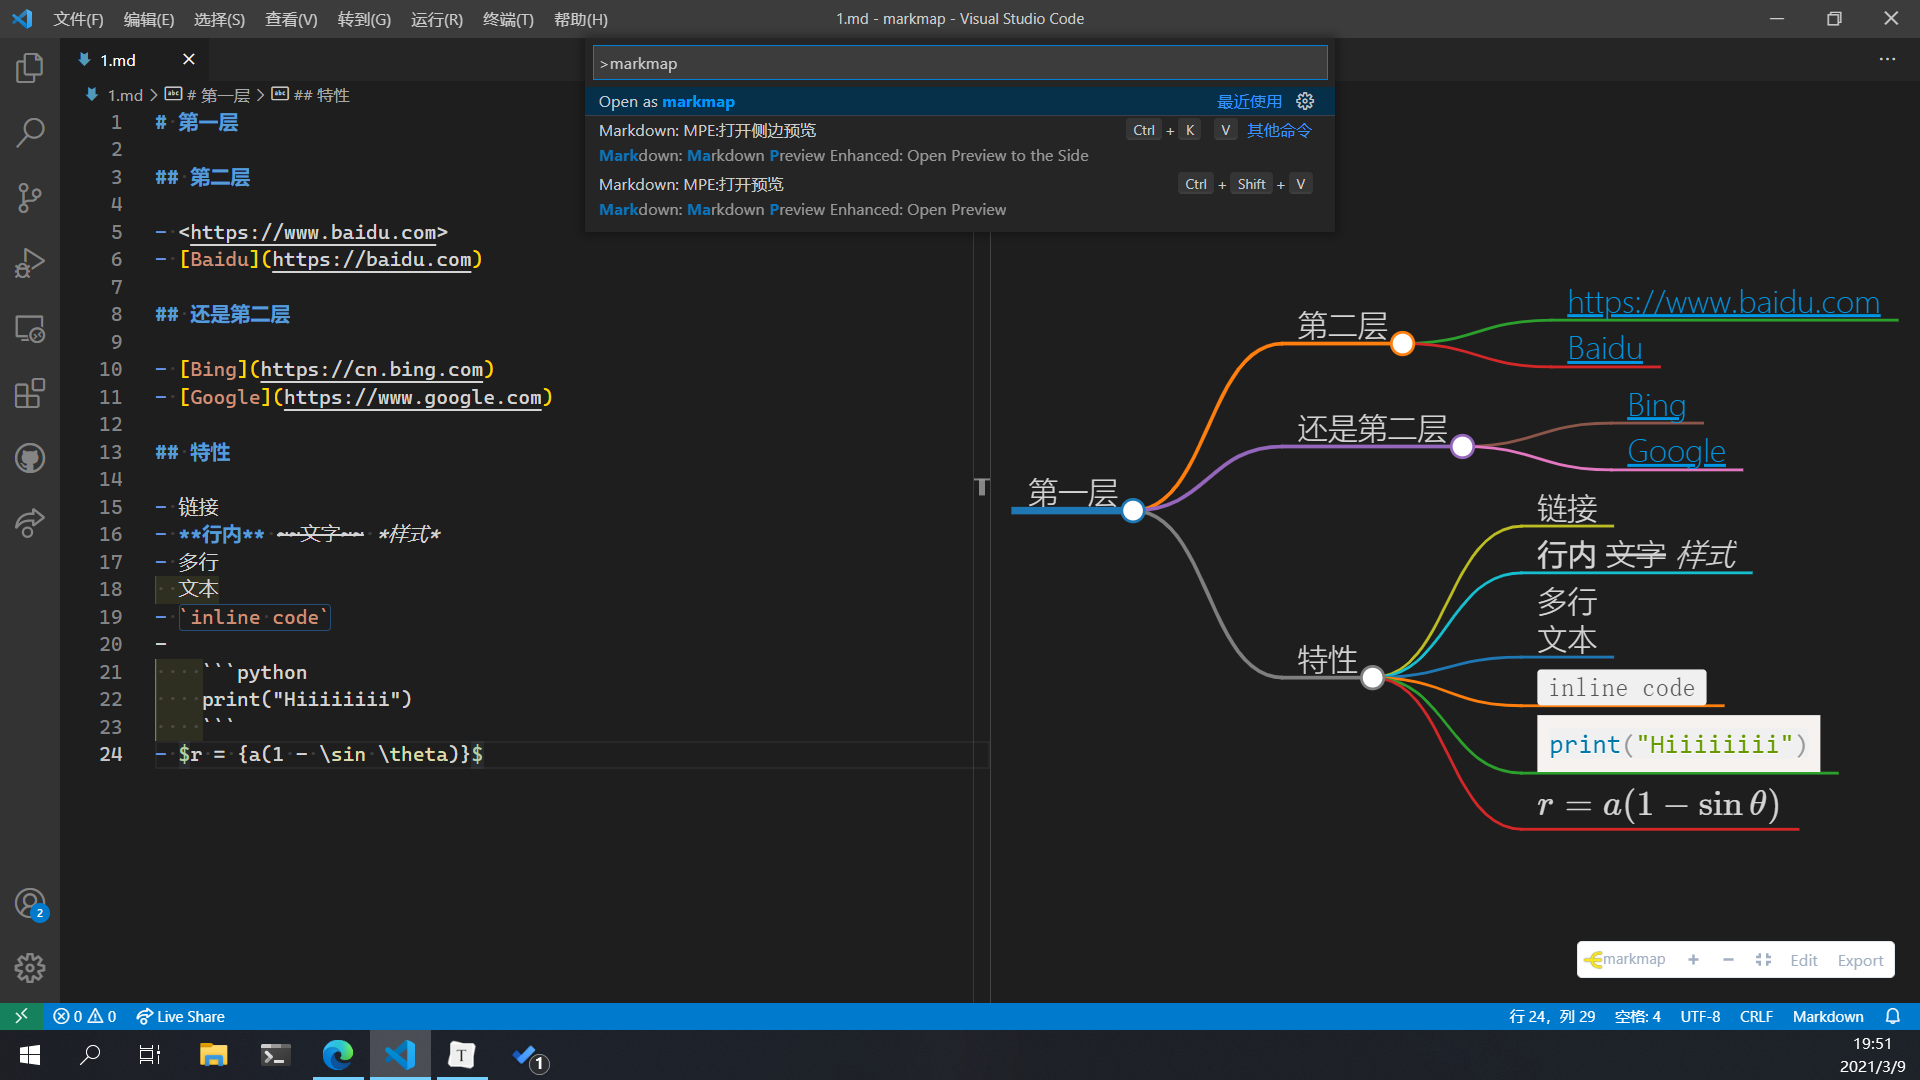 文件(F) 编辑(E) 选择(S) 查看(V) 转到(G) 运行(R) 终端(T) 帮助(H)
1.md - markmap - Visual Studio Code
1.md
>markmap
Open as markmap
最近使用
Markdown: MPE:打开侧边预览
Ctrl + K V 其他命令
Markdown: Markdown Preview Enhanced: Open Preview to the Side
Markdown: MPE:打开预览
Ctrl + Shift + V
Markdown: Markdown Preview Enhanced: Open Preview
1.md > # 第一层 > ## 特性
1 # 第一层
2
3 ## 第二层
4
5 - <https://www.baidu.com>
6 - [Baidu](https://baidu.com)
7
8 ## 还是第二层
9
10 - [Bing](https://cn.bing.com)
11 - [Google](https://www.google.com)
12
13 ## 特性
14
15 - 链接
16 - **行内** ~~文字~~ *样式*
17 - 多行
18 文本
19 - `inline code`
20 -
21 ```python
22 print("Hiiiiiiii")
23 ```
24 - $r = {a(1 - \sin \theta)}$
第一层
第二层
https://www.baidu.com
Baidu
还是第二层
Bing
Google
特性
链接
行内 文字 样式
多行
文本
inline code
print("Hiiiiiiii")
r = a(1 − sin θ)
markmap + − Edit Export
2
0 0 Live Share
行 24，列 29 空格: 4 UTF-8 CRLF Markdown
T
1
19:51
2021/3/9